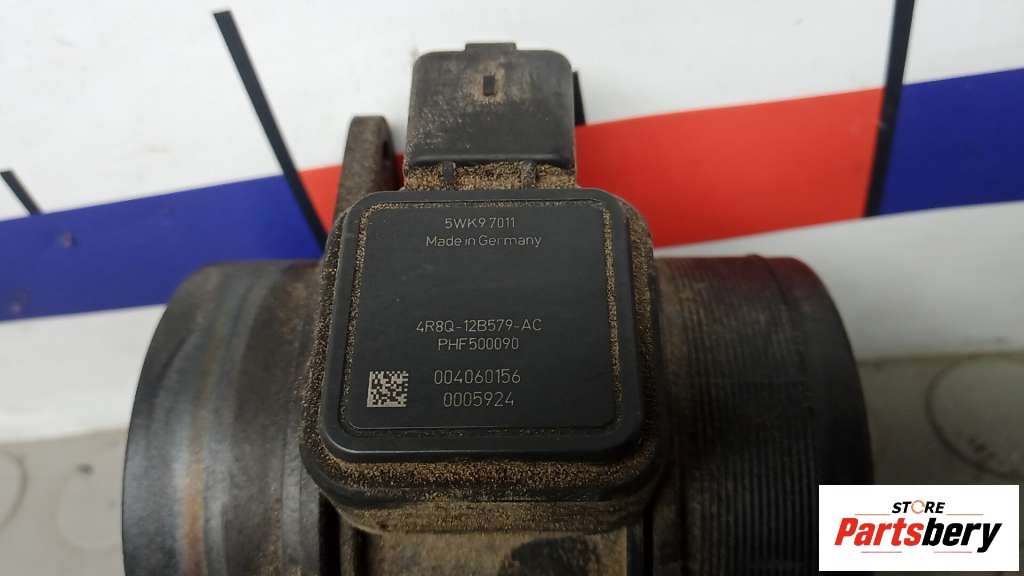 5WK9 7011
Made in Germany
4R8Q-12B579-AC
PHF500090
004060156
0005924
STORE
Partsbery